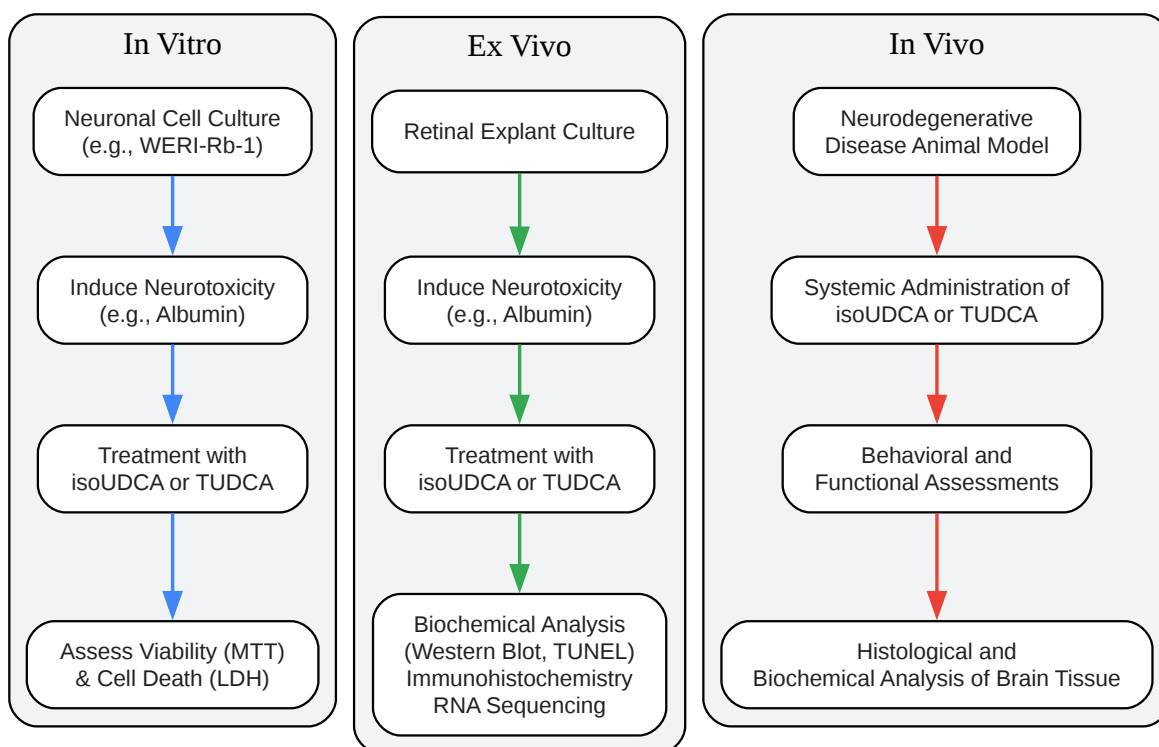 In Vitro
Neuronal Cell Culture
(e.g., WERI-Rb-1)
Induce Neurotoxicity
(e.g., Albumin)
Treatment with
isoUDCA or TUDCA
Assess Viability (MTT)
& Cell Death (LDH)
Ex Vivo
Retinal Explant Culture
Induce Neurotoxicity
(e.g., Albumin)
Treatment with
isoUDCA or TUDCA
Biochemical Analysis
(Western Blot, TUNEL)
Immunohistochemistry
RNA Sequencing
In Vivo
Neurodegenerative
Disease Animal Model
Systemic Administration of
isoUDCA or TUDCA
Behavioral and
Functional Assessments
Histological and
Biochemical Analysis of Brain Tissue